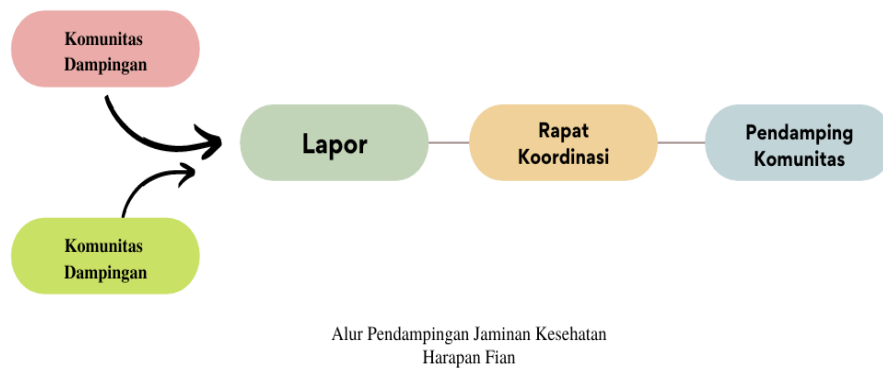 Komunitas
Dampingan
Lapor
Rapat
Koordinasi
Pendamping
Komunitas
Komunitas
Dampingan
Alur Pendampingan Jaminan Kesehatan
Harapan Fian